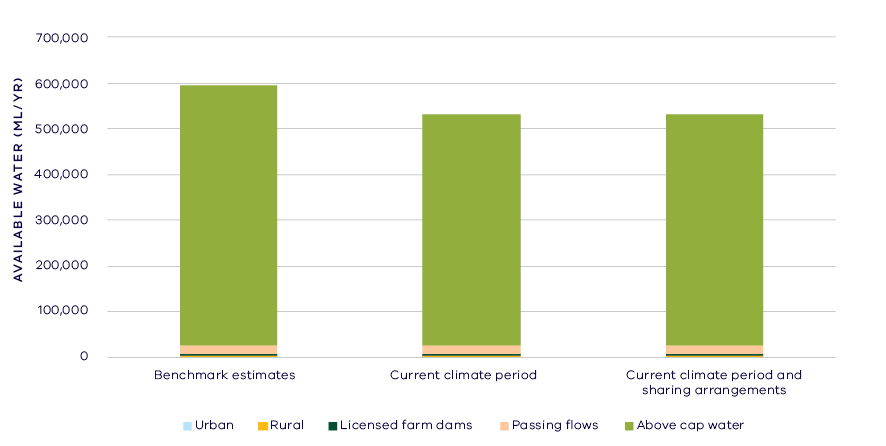 AVAILABLE WATER (ML/YR)
700,000
600,000
500,000
400,000
300,000
200,000
100,000
0
Benchmark estimates
Current climate period
Current climate period and
sharing arrangements
Urban
Rural
Licensed farm dams
Passing flows
Above cap water